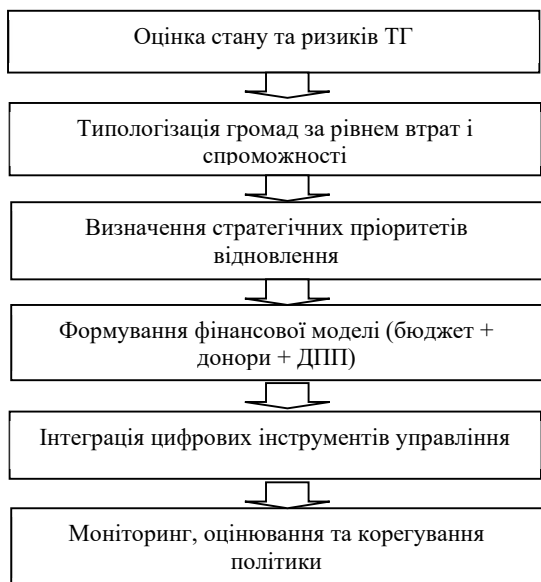 Оцінка стану та ризиків ТГ
Типологізація громад за рівнем втрат і
спроможності
Визначення стратегічних пріоритетів
відновлення
Формування фінансової моделі (бюджет +
донори + ДПП)
Інтеграція цифрових інструментів управління
Моніторинг, оцінювання та корегування
політики